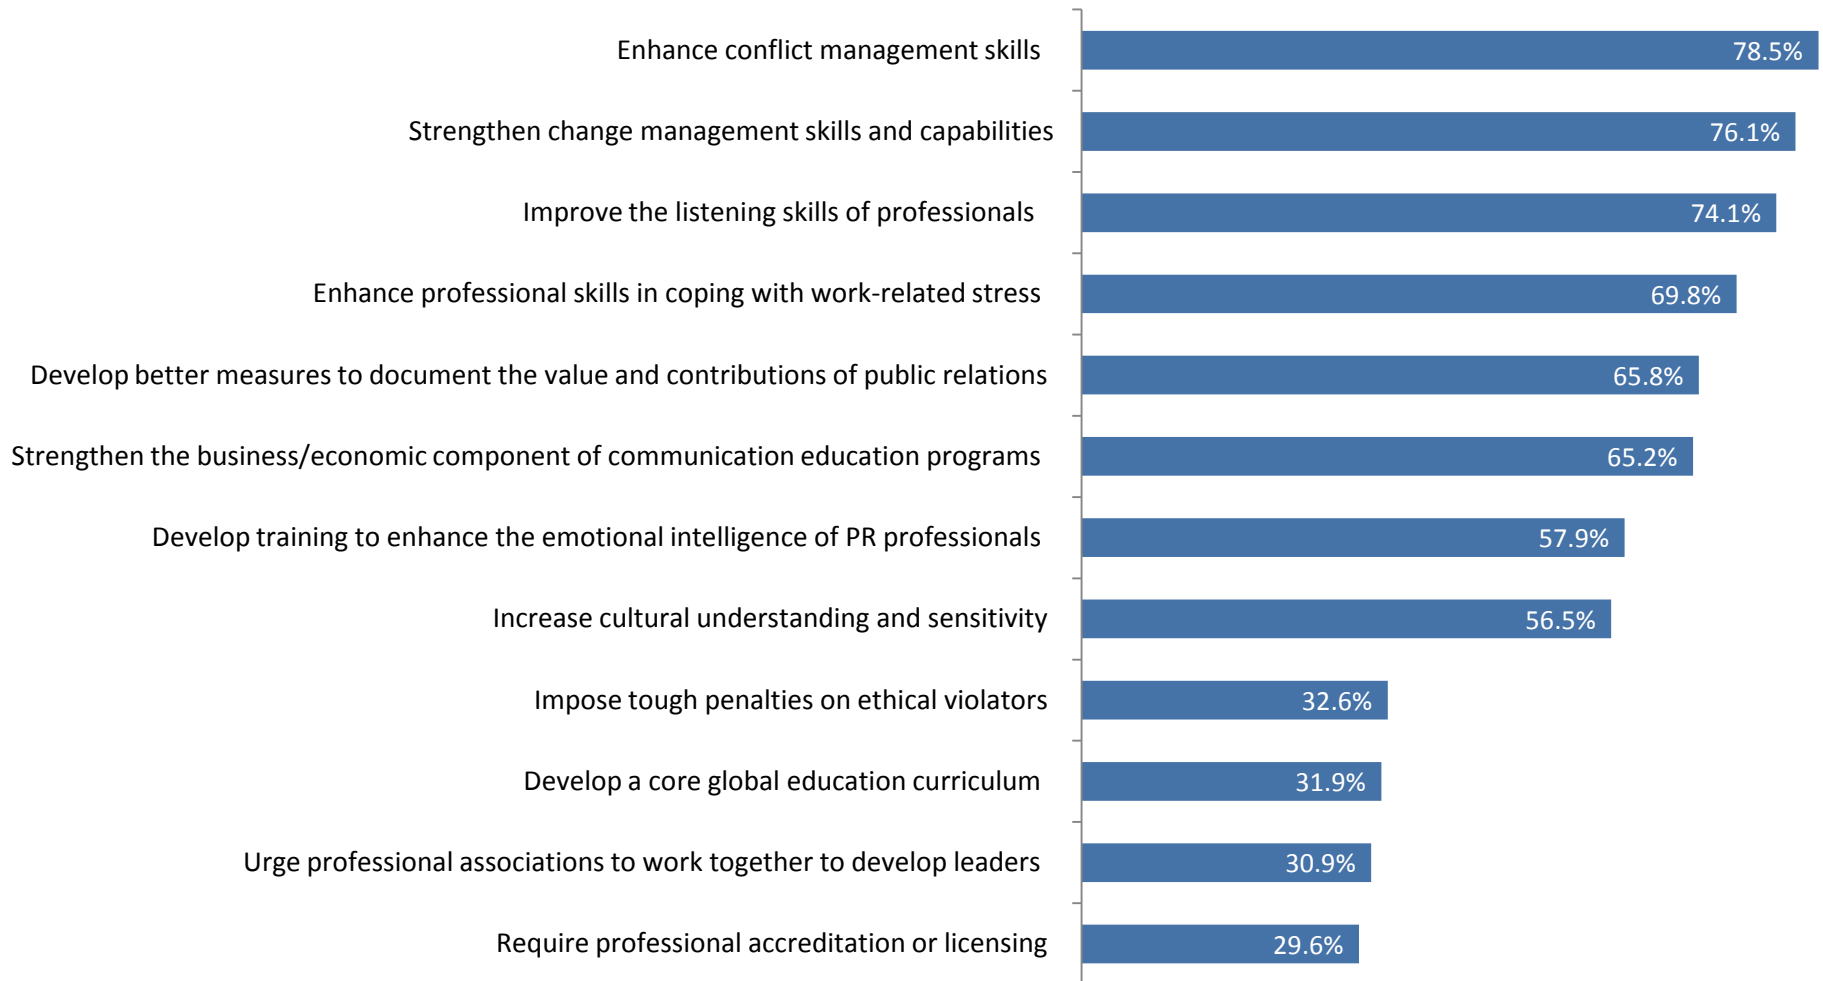 Enhance conflict management skills 78.5%
Strengthen change management skills and capabilities 76.1%
Improve the listening skills of professionals 74.1%
Enhance professional skills in coping with work-related stress 69.8%
Develop better measures to document the value and contributions of public relations 65.8%
Strengthen the business/economic component of communication education programs 65.2%
Develop training to enhance the emotional intelligence of PR professionals 57.9%
Increase cultural understanding and sensitivity 56.5%
Impose tough penalties on ethical violators 32.6%
Develop a core global education curriculum 31.9%
Urge professional associations to work together to develop leaders 30.9%
Require professional accreditation or licensing 29.6%